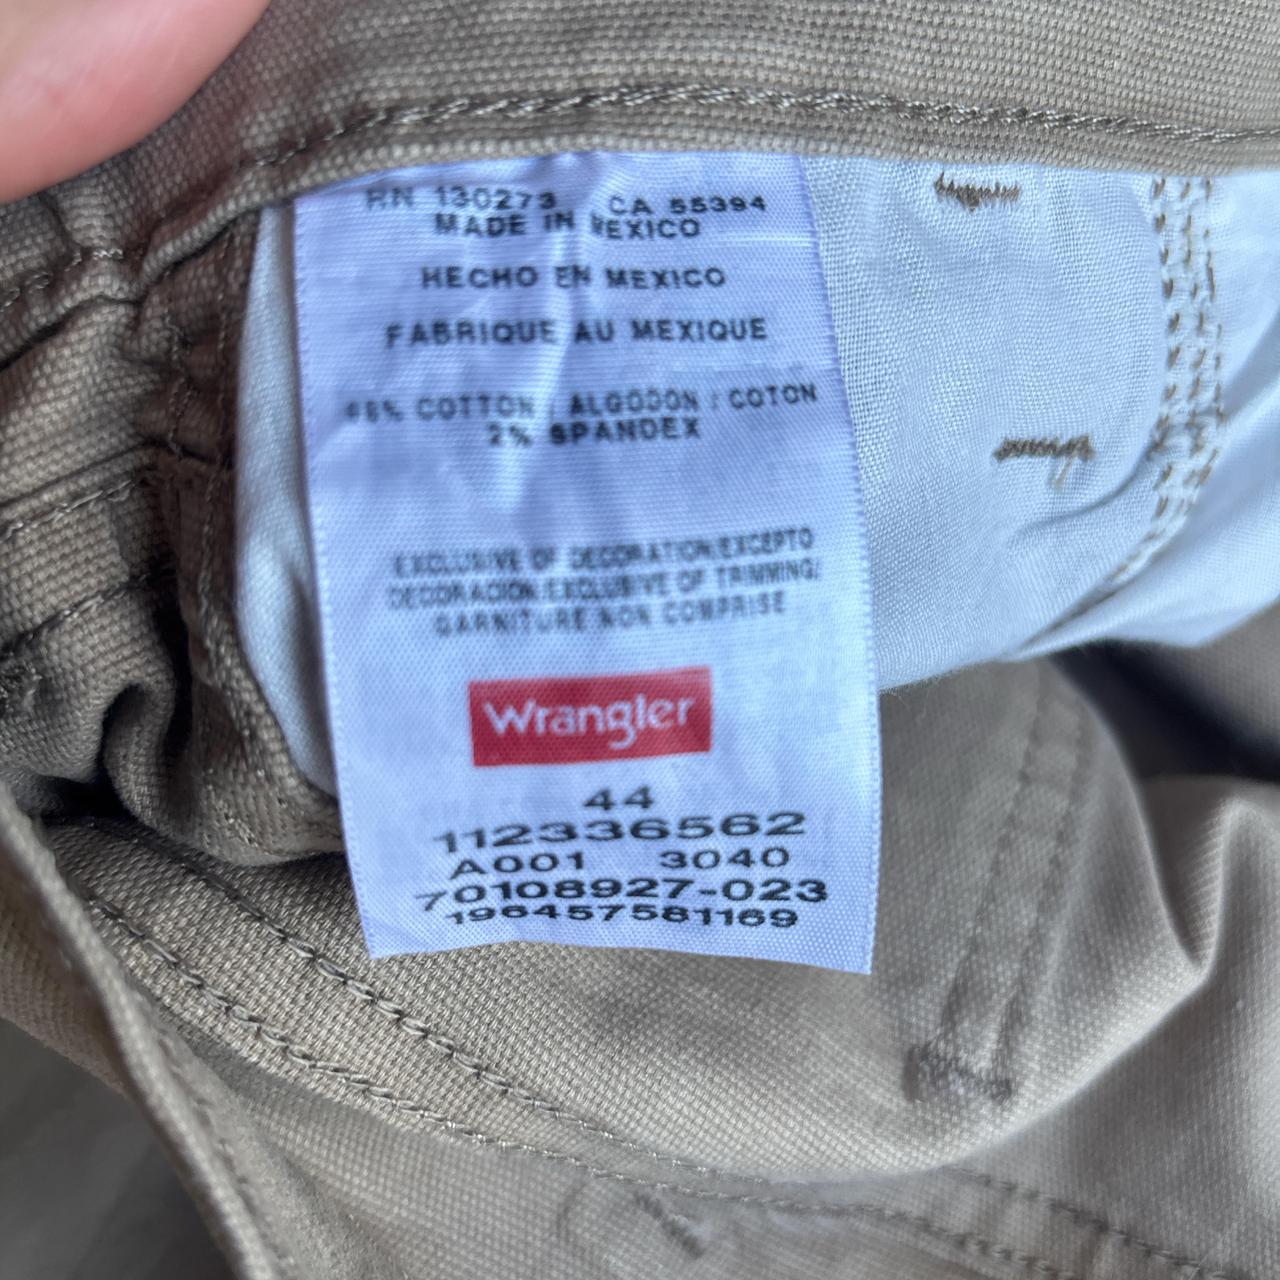 RN 130273 CA 55394
MADE IN MEXICO
HECHO EN MEXICO
FABRIQUE AU MEXIQUE
98% COTTON / ALGODON / COTON
2% SPANDEX
EXCLUSIVE OF DECORATION/EXCEPTO
DECORACION/EXCLUSIVE OF TRIMMING/
GARNITURE NON COMPRISE
Wrangler
44
112336562
A001 3040
70108927-023
196457581169